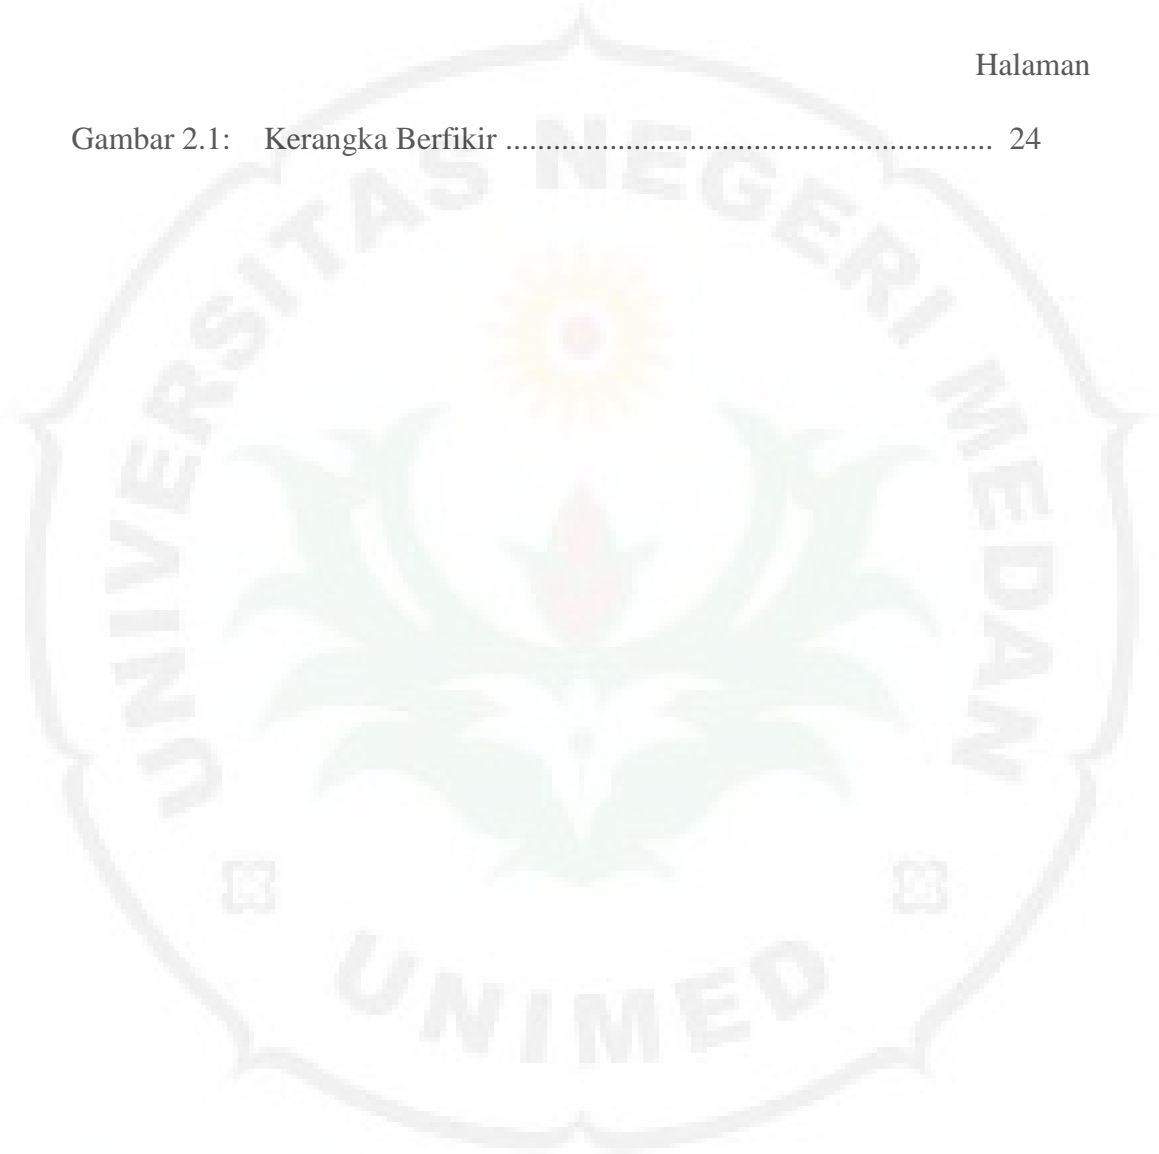 Halaman
Gambar 2.1: Kerangka Berfikir ............................................................ 24
UNIVERSITAS NEGERI MEDAN
UNIMED